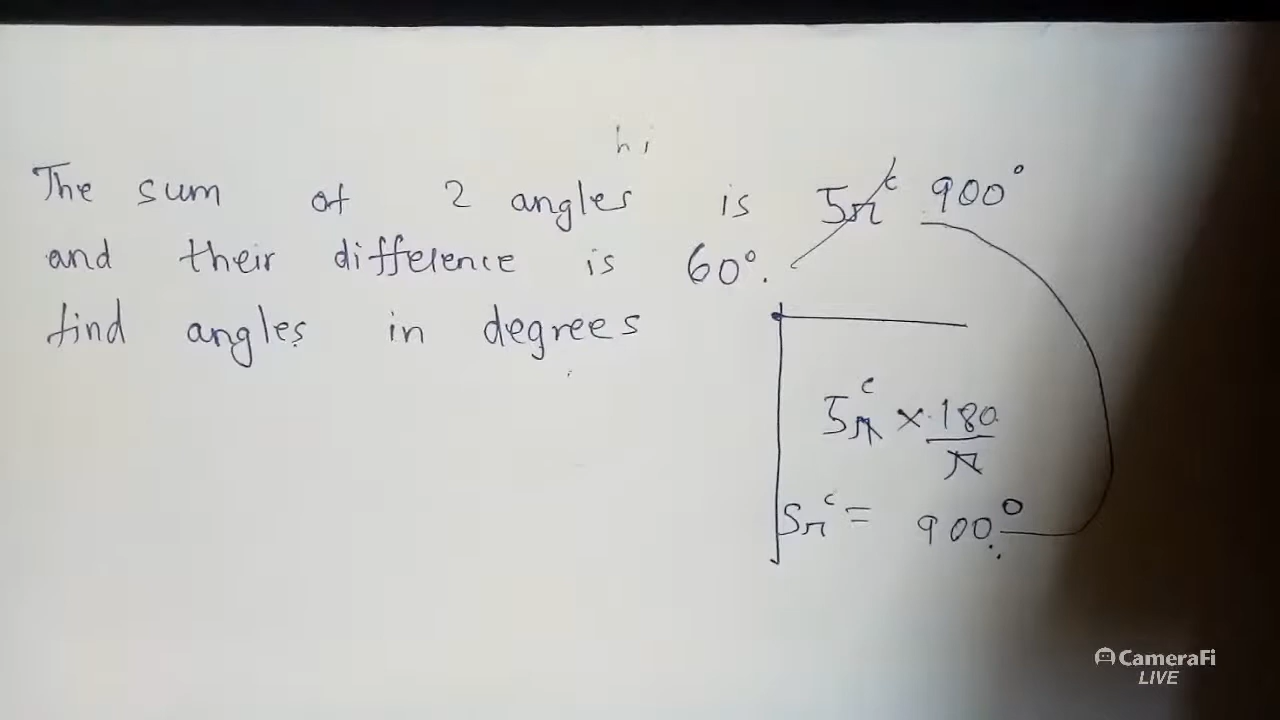 hi
The sum of 2 angles is 5π^c 900°
and their difference is 60°.
find angles in degrees
5π^c × 180
π
5π^c = 900°
CameraFi
LIVE